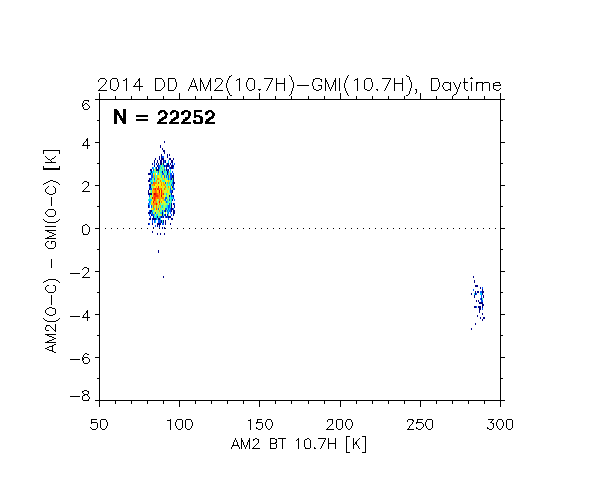 2014 DD AM2(10.7H)−GMI(10.7H), Daytime
N = 22252
6
4
2
0
−2
−4
−6
−8
AM2(O−C) − GMI(O−C) [K]
50 100 150 200 250 300
AM2 BT 10.7H [K]